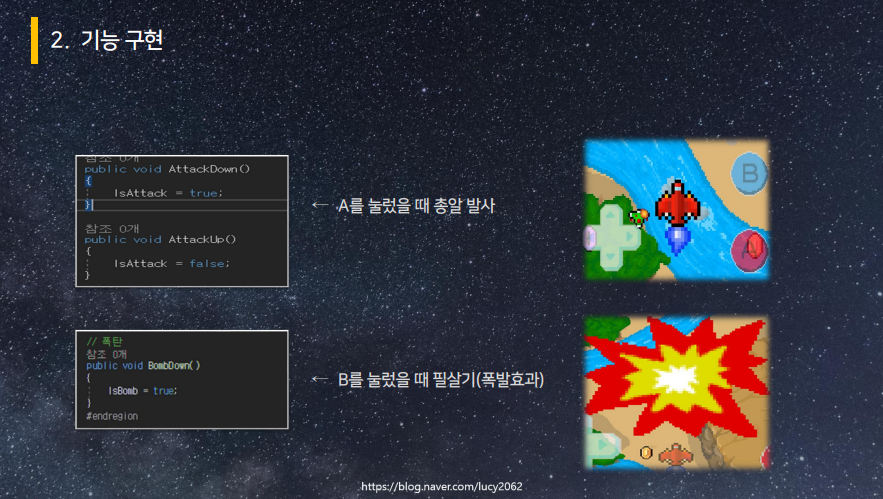 2. 기능 구현
참조 0개
public void AttackDown()
{
IsAttack = true;
}
참조 0개
public void AttackUp()
{
IsAttack = false;
}
← A를 눌렀을 때 총알 발사
B
A
// 폭탄
참조 0개
public void BombDown()
{
IsBomb = true;
}
#endregion
← B를 눌렀을 때 필살기(폭발효과)
https://blog.naver.com/lucy2062